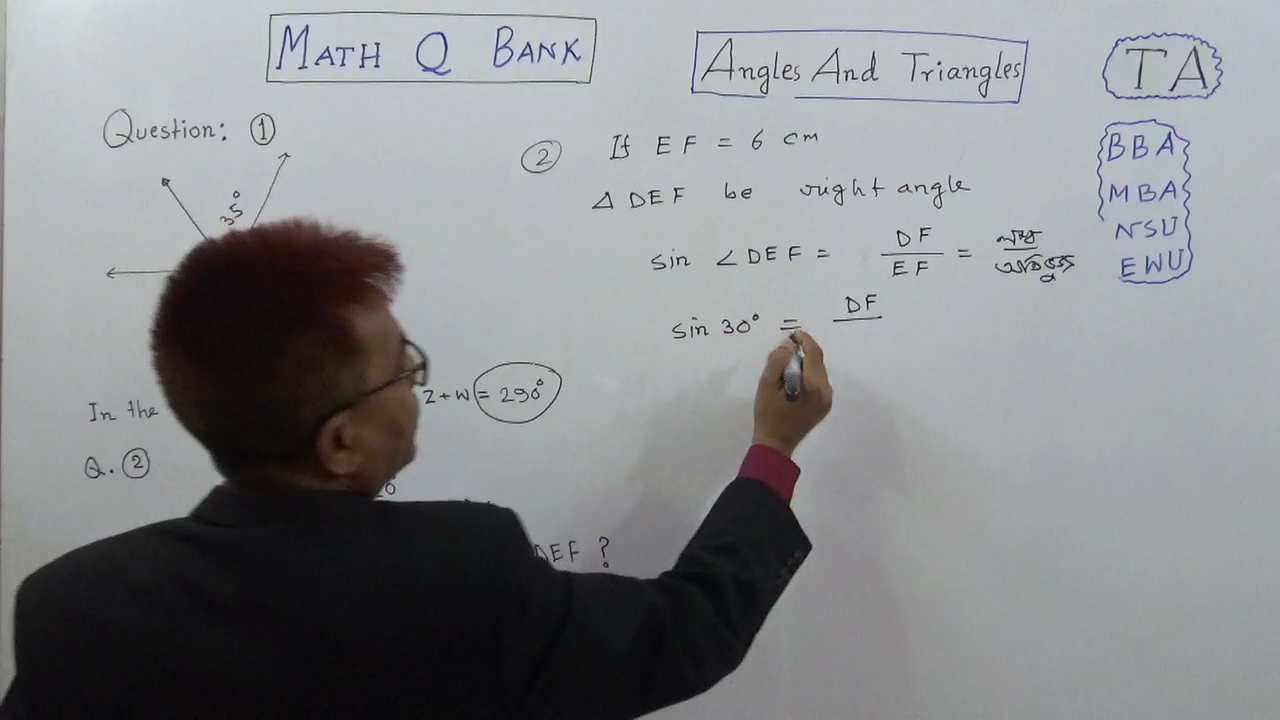 MATH Q BANK
Angles And Triangles
TA
BBA
MBA
NSU
EWU
Question: ①
35°
In the
Z + W = 290°
Q. ②
DEF ?
② If EF = 6 cm
Δ DEF be right angle
sin ∠DEF = DF / EF = লম্ব / অতিভুজ
sin 30° = DF